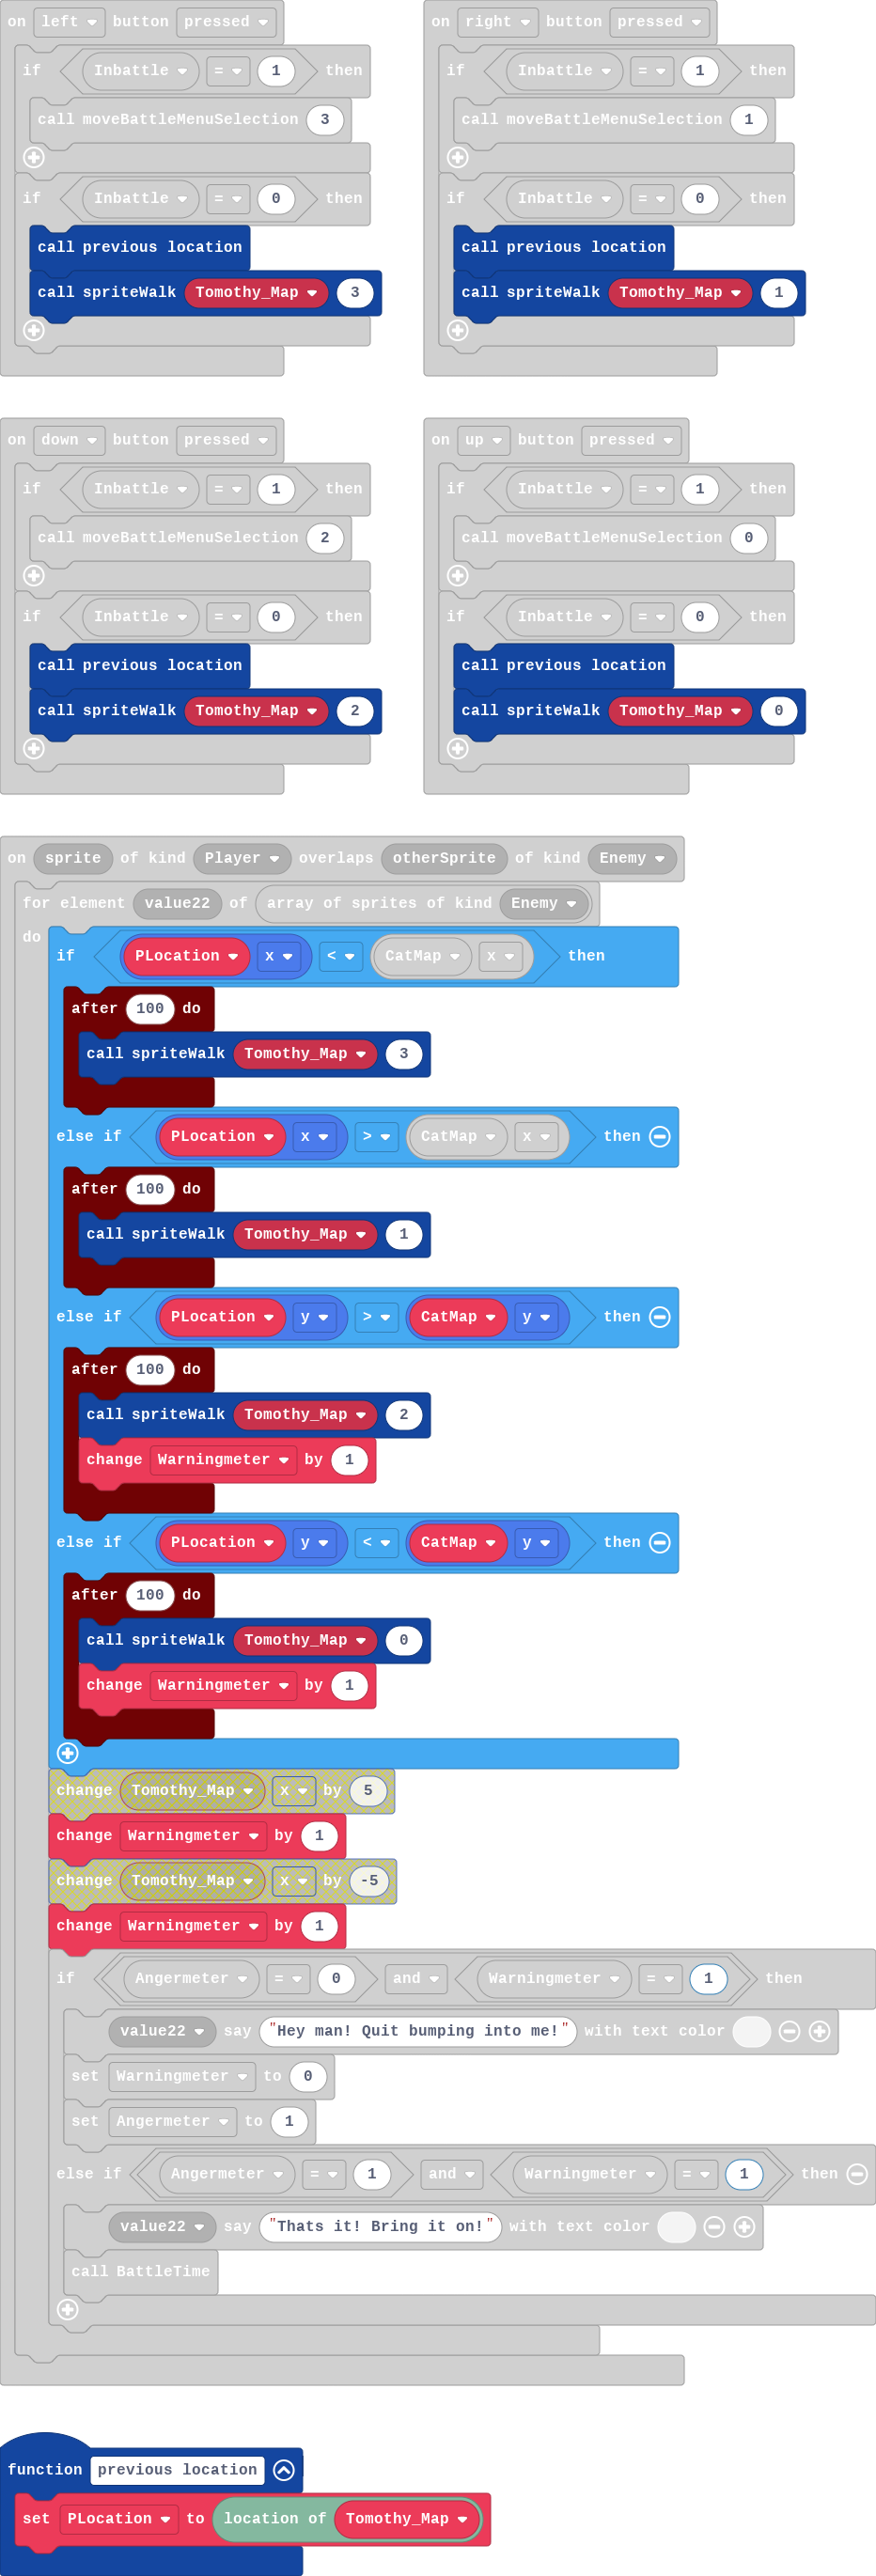 on left button pressed
if Inbattle = 1 then
call moveBattleMenuSelection 3
if Inbattle = 0 then
call previous location
call spriteWalk Tomothy_Map 3
on right button pressed
if Inbattle = 1 then
call moveBattleMenuSelection 1
if Inbattle = 0 then
call previous location
call spriteWalk Tomothy_Map 1
on down button pressed
if Inbattle = 1 then
call moveBattleMenuSelection 2
if Inbattle = 0 then
call previous location
call spriteWalk Tomothy_Map 2
on up button pressed
if Inbattle = 1 then
call moveBattleMenuSelection 0
if Inbattle = 0 then
call previous location
call spriteWalk Tomothy_Map 0
on sprite of kind Player overlaps otherSprite of kind Enemy
for element value22 of array of sprites of kind Enemy
do
if PLocation x < CatMap x then
after 100 do
call spriteWalk Tomothy_Map 3
else if PLocation x > CatMap x then
after 100 do
call spriteWalk Tomothy_Map 1
else if PLocation y > CatMap y then
after 100 do
call spriteWalk Tomothy_Map 2
change Warningmeter by 1
else if PLocation y < CatMap y then
after 100 do
call spriteWalk Tomothy_Map 0
change Warningmeter by 1
change Tomothy_Map x by 5
change Warningmeter by 1
change Tomothy_Map x by -5
change Warningmeter by 1
if Angermeter = 0 and Warningmeter = 1 then
value22 say "Hey man! Quit bumping into me!" with text color
set Warningmeter to 0
set Angermeter to 1
else if Angermeter = 1 and Warningmeter = 1 then
value22 say "Thats it! Bring it on!" with text color
call BattleTime
function previous location
set PLocation to location of Tomothy_Map